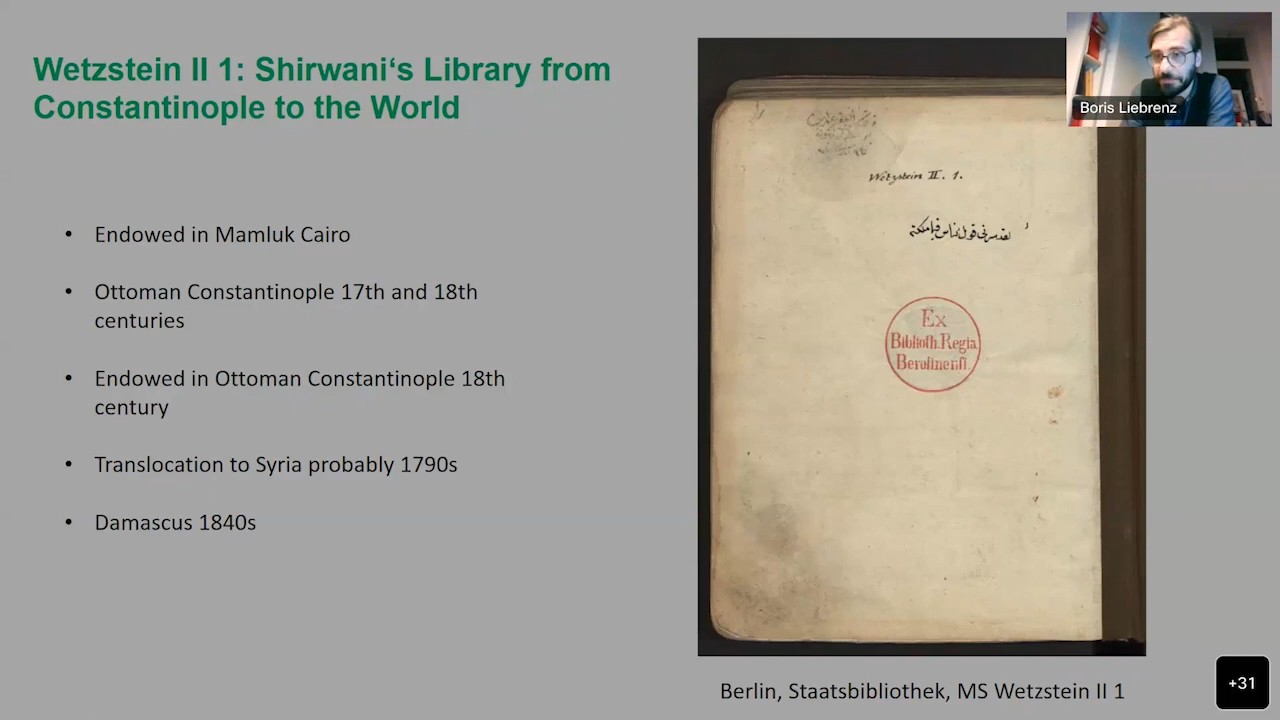 Wetzstein II 1: Shirwani‘s Library from
Constantinople to the World
• Endowed in Mamluk Cairo
• Ottoman Constantinople 17th and 18th
centuries
• Endowed in Ottoman Constantinople 18th
century
• Translocation to Syria probably 1790s
• Damascus 1840s
Wetzstein II. 1.
Ex
Biblioth. Regia
Berolinensi.
Berlin, Staatsbibliothek, MS Wetzstein II 1
Boris Liebrenz
+31